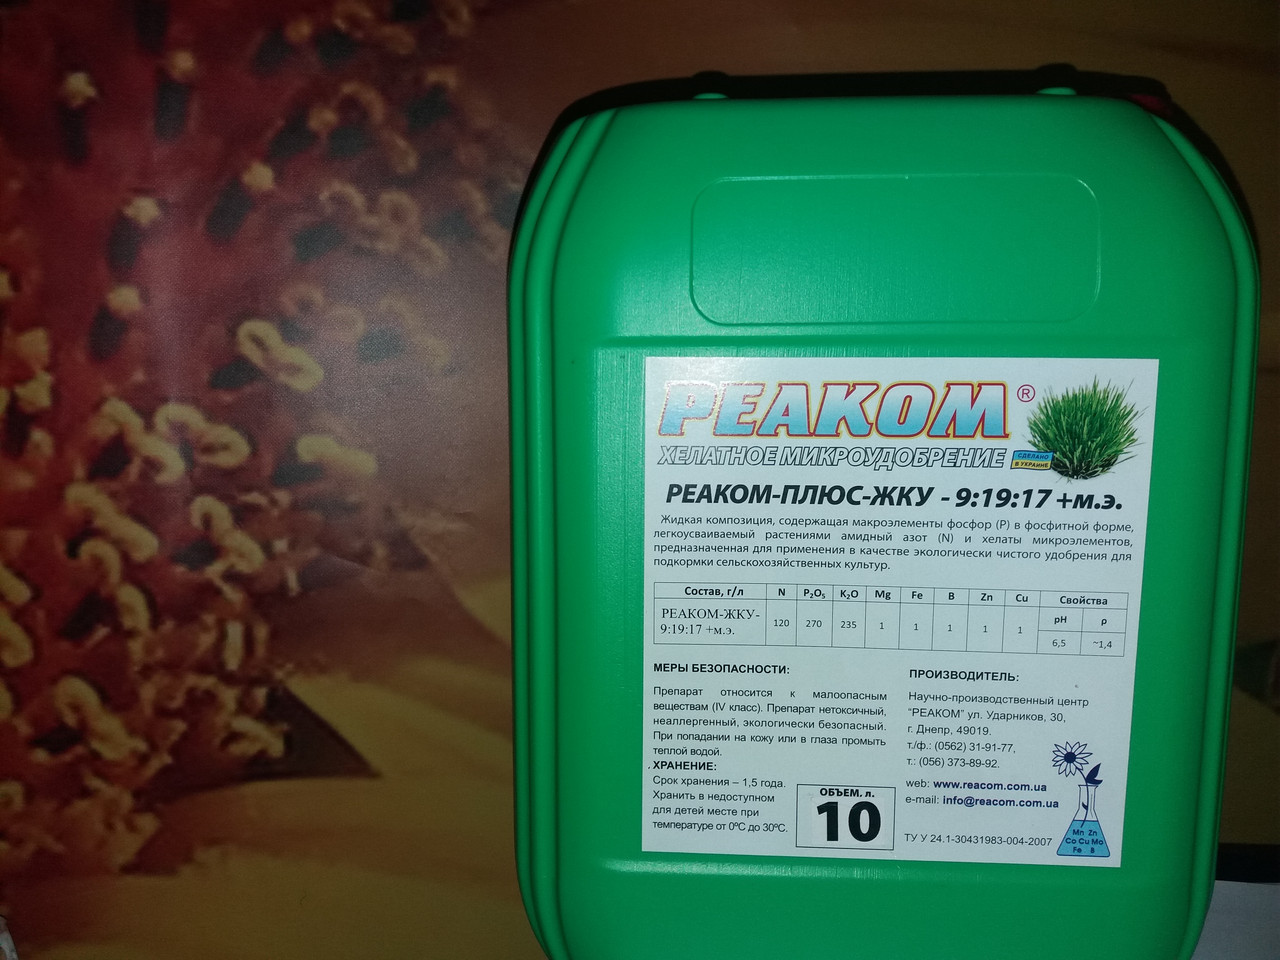 РЕАКОМ ®
ХЕЛАТНОЕ МИКРОУДОБРЕНИЕ
СДЕЛАНО
В УКРАИНЕ
РЕАКОМ-ПЛЮС-ЖКУ - 9:19:17 +м.э.
Жидкая композиция, содержащая макроэлементы фосфор (P) в фосфитной форме,
легкоусваиваемый растениями амидный азот (N) и хелаты микроэлементов,
предназначенная для применения в качестве экологически чистого удобрения для
подкормки сельскохозяйственных культур.
Состав, г/л N P₂O₅ K₂O Mg Fe B Zn Cu Свойства
pH ρ
РЕАКОМ-ЖКУ-
9:19:17 +м.э.
120 270 235 1 1 1 1 1 6,5 ~1,4
МЕРЫ БЕЗОПАСНОСТИ:
Препарат относится к малоопасным
веществам (IV класс). Препарат нетоксичный,
неаллергенный, экологически безопасный.
При попадании на кожу или в глаза промыть
теплой водой.
ХРАНЕНИЕ:
Срок хранения – 1,5 года.
Хранить в недоступном
для детей месте при
температуре от 0ºС до 30ºС.
ОБЪЕМ. л.
10
ПРОИЗВОДИТЕЛЬ:
Научно-производственный центр
"РЕАКОМ" ул. Ударников, 30,
г. Днепр, 49019.
т./ф.: (0562) 31-91-77,
т.: (056) 373-89-92.
web: www.reacom.com.ua
e-mail: info@reacom.com.ua
ТУ У 24.1-30431983-004-2007
Mn Zn
Co Cu Mo
Fe B